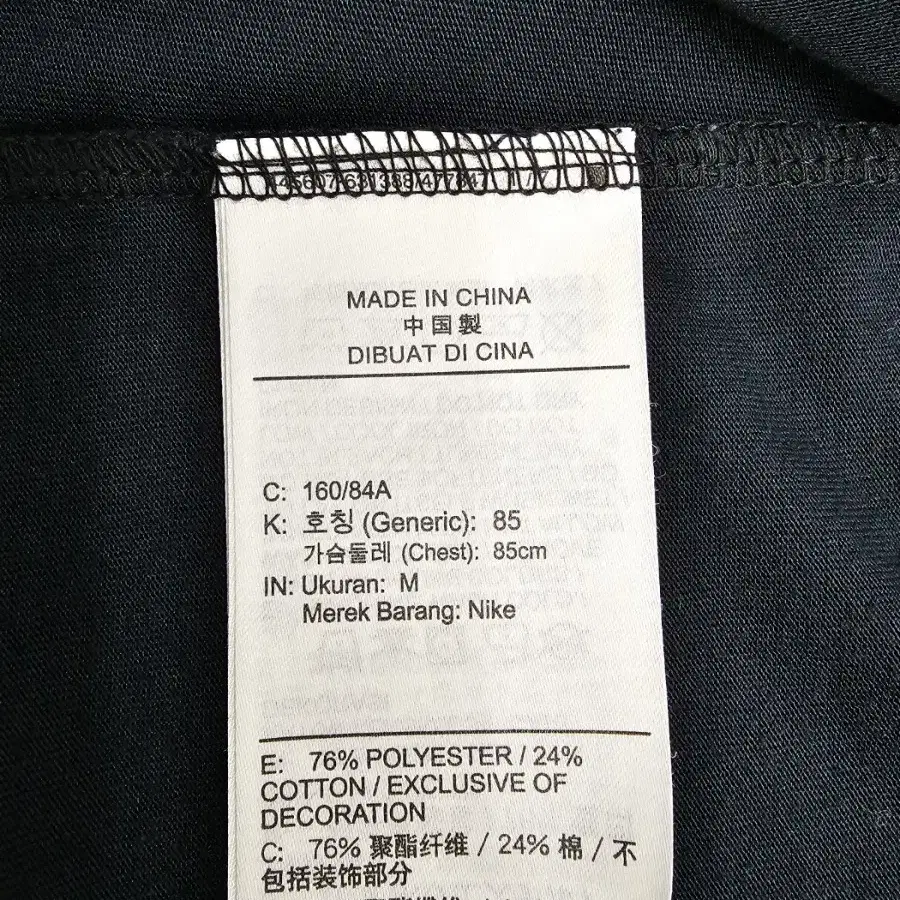 MADE IN CHINA
中国製
DIBUAT DI CINA
C: 160/84A
K: 호칭 (Generic): 85
가슴둘레 (Chest): 85cm
IN: Ukuran: M
Merek Barang: Nike
E: 76% POLYESTER / 24%
COTTON / EXCLUSIVE OF
DECORATION
C: 76% 聚酯纤维 / 24% 棉 / 不
包括装饰部分